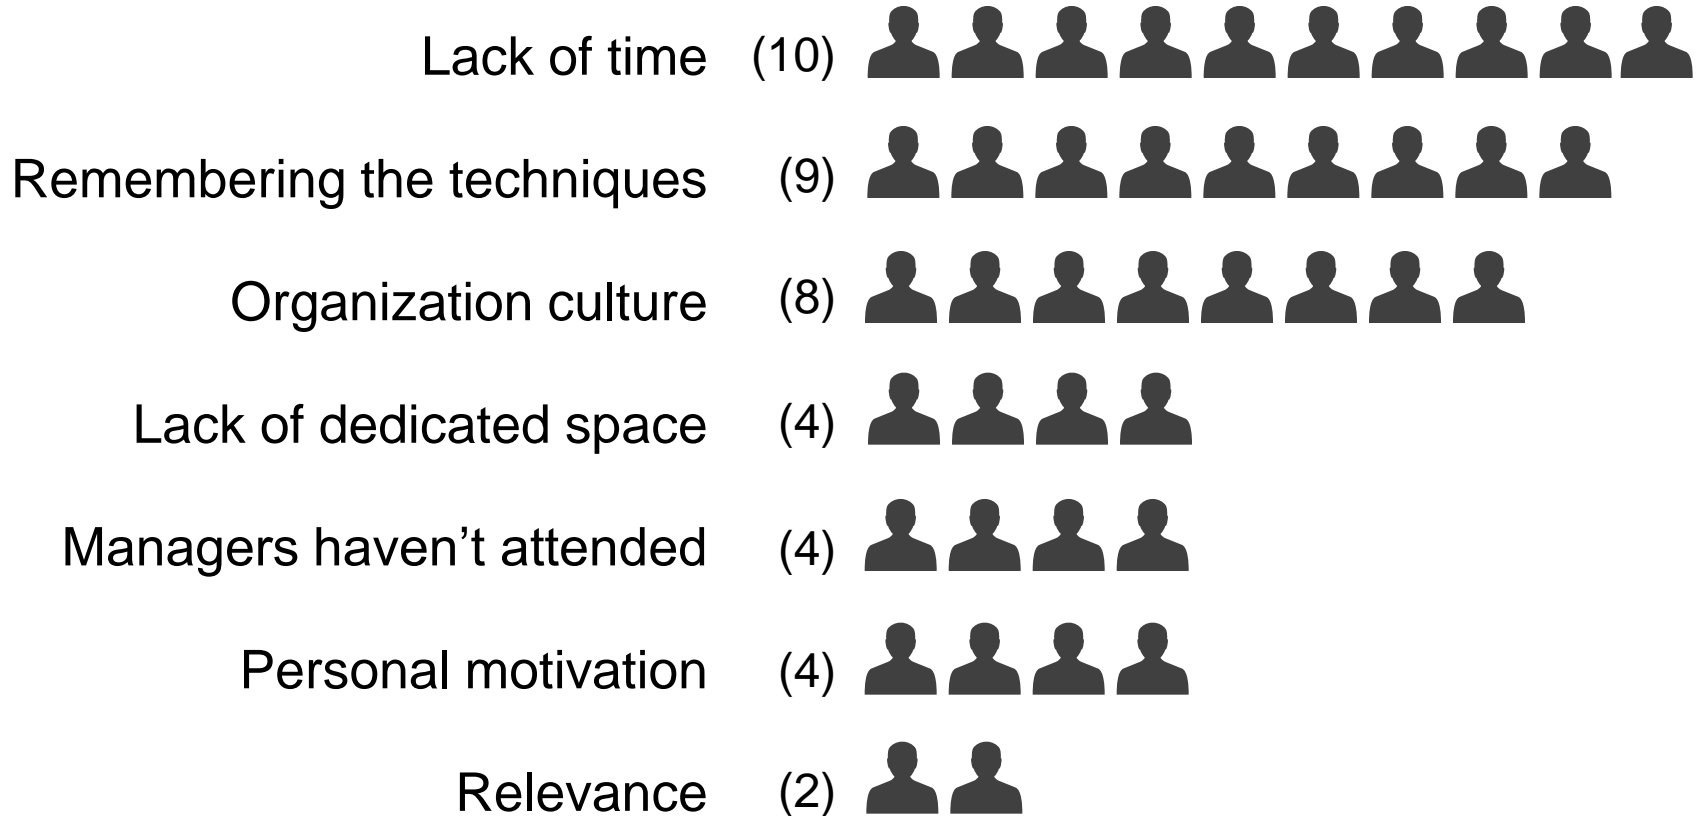 Lack of time (10)
Remembering the techniques (9)
Organization culture (8)
Lack of dedicated space (4)
Managers haven’t attended (4)
Personal motivation (4)
Relevance (2)